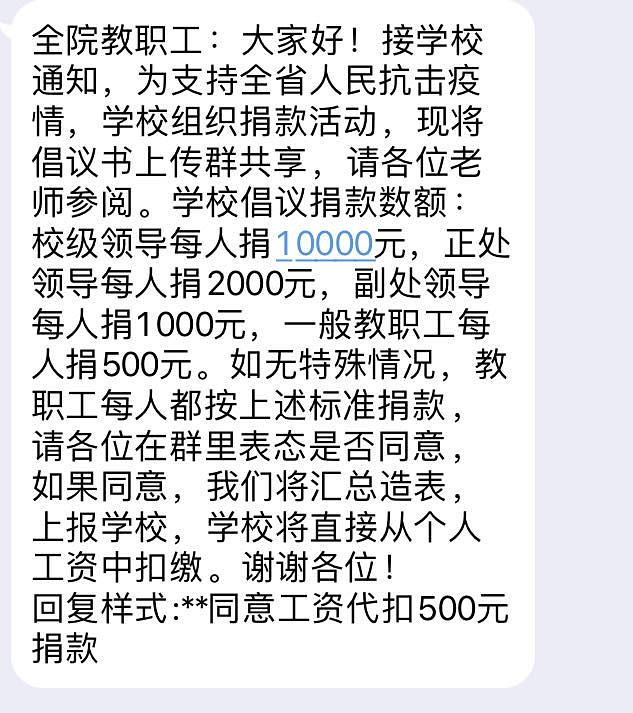 全院教职工：大家好！接学校
通知，为支持全省人民抗击疫
情，学校组织捐款活动，现将
倡议书上传群共享，请各位老
师参阅。学校倡议捐款数额：
校级领导每人捐10000元，正处
领导每人捐2000元，副处领导
每人捐1000元，一般教职工每
人捐500元。如无特殊情况，教
职工每人都按上述标准捐款，
请各位在群里表态是否同意，
如果同意，我们将汇总造表，
上报学校，学校将直接从个人
工资中扣缴。谢谢各位！
回复样式:**同意工资代扣500元
捐款